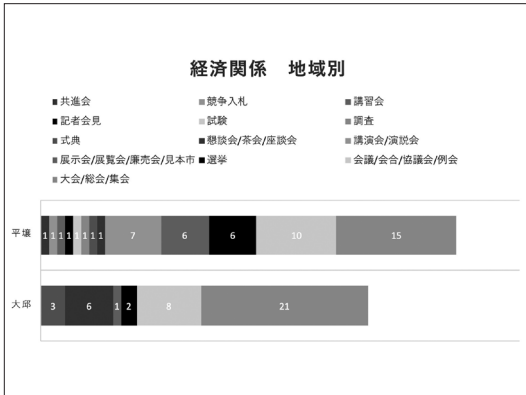 経済関係　地域別
■共進会 ■競争入札 ■講習会
■記者会見 ■試験 ■調査
■式典 ■懇談会/茶会/座談会 ■講演会/演説会
■展示会/展覧会/廉売会/見本市 ■選挙 ■会議/会合/協議会/例会
■大会/総会/集会
平壌 1 1 1 1 1 1 1 1 7 6 6 10 15
大邱 3 6 1 2 8 21